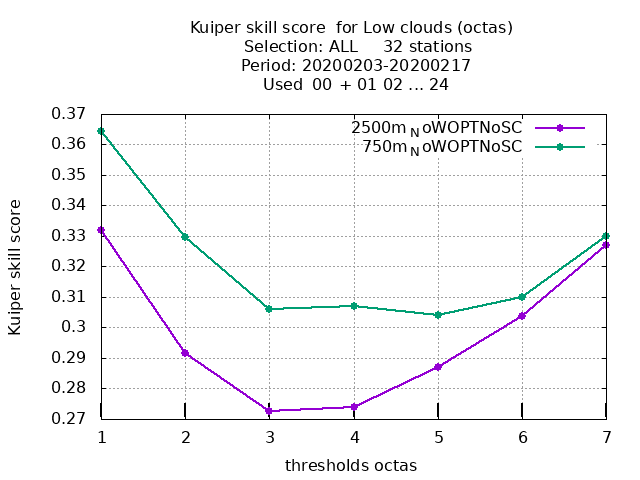 Kuiper skill score  for Low clouds (octas)
Selection: ALL     32 stations
Period: 20200203-20200217
Used  00 + 01 02 ... 24
2500m_NoWOPTNoSC
750m_NoWOPTNoSC
0.37
0.36
0.35
0.34
0.33
0.32
0.31
0.3
0.29
0.28
0.27
Kuiper skill score
1 2 3 4 5 6 7
thresholds octas